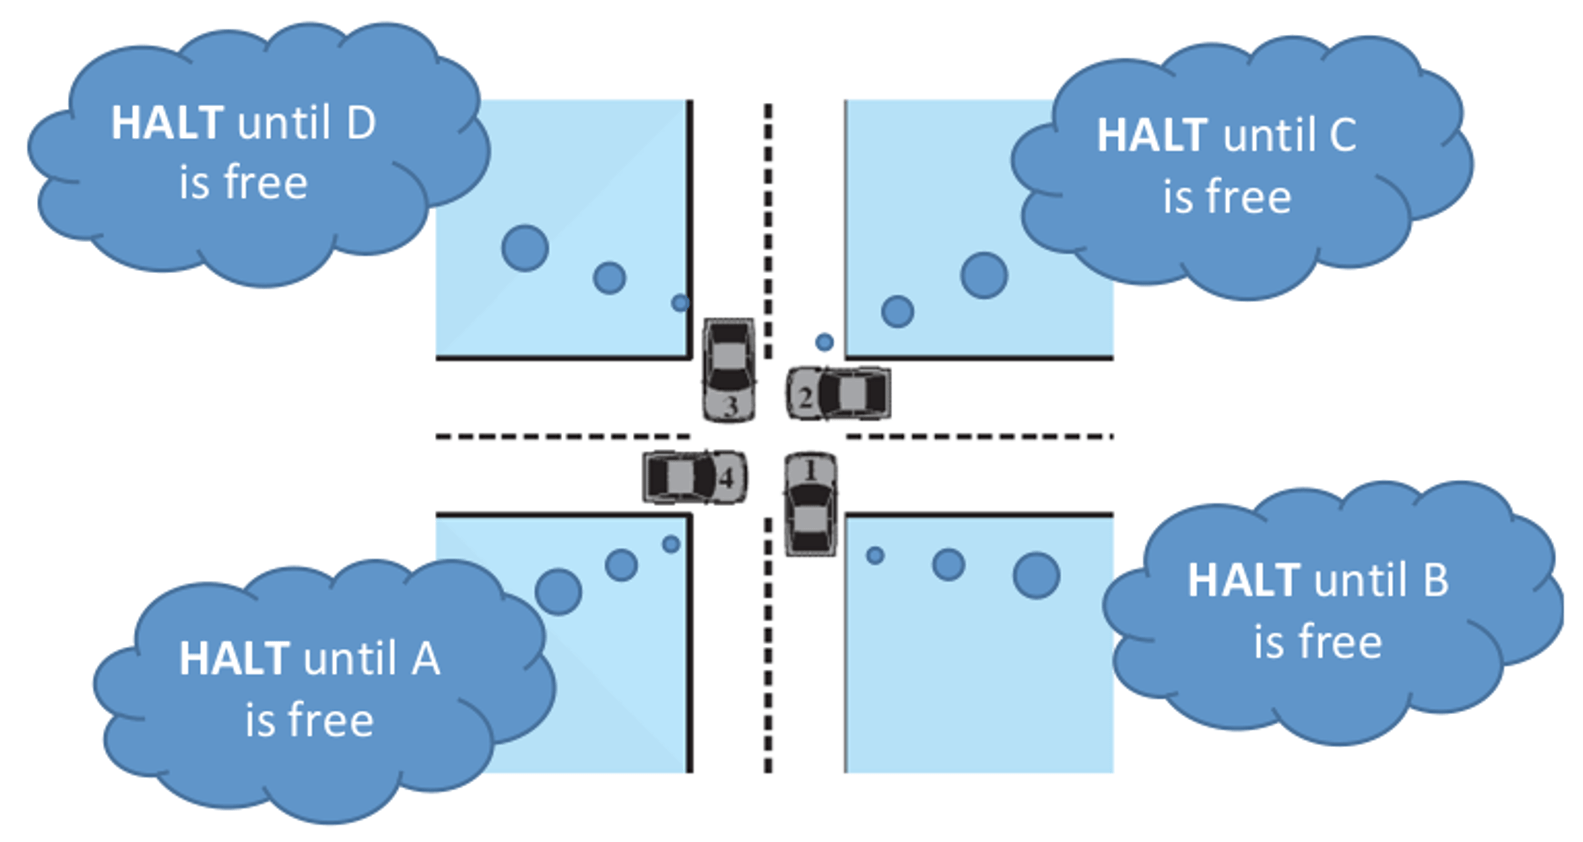 HALT until D
is free
HALT until C
is free
3
2
4
1
HALT until A
is free
HALT until B
is free